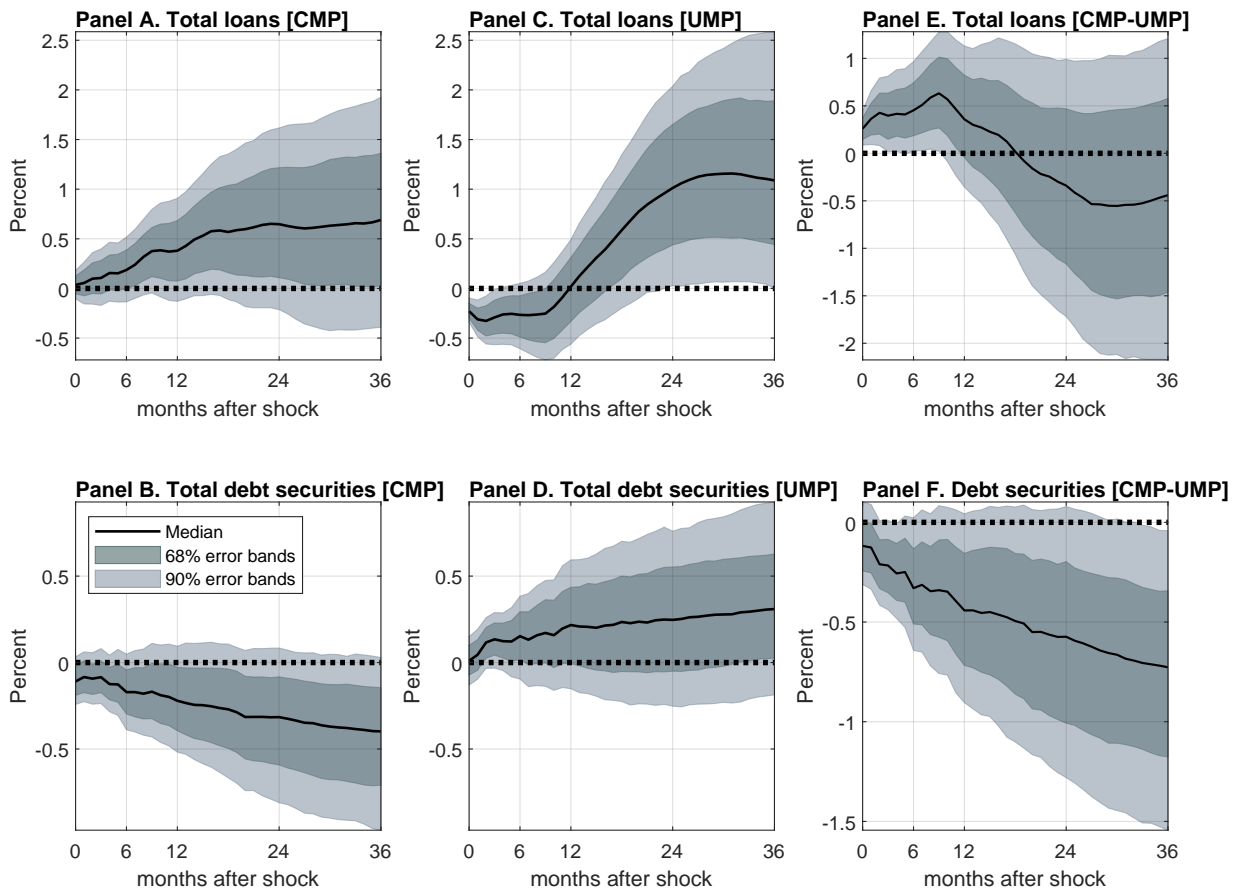 Panel A. Total loans [CMP]
Percent
2.5
2
1.5
1
0.5
0
-0.5
0 6 12 24 36
months after shock
Panel C. Total loans [UMP]
Percent
2.5
2
1.5
1
0.5
0
-0.5
0 6 12 24 36
months after shock
Panel E. Total loans [CMP-UMP]
Percent
1
0.5
0
-0.5
-1
-1.5
-2
0 6 12 24 36
months after shock
Panel B. Total debt securities [CMP]
Median
68% error bands
90% error bands
Percent
0.5
0
-0.5
0 6 12 24 36
months after shock
Panel D. Total debt securities [UMP]
Percent
0.5
0
-0.5
0 6 12 24 36
months after shock
Panel F. Debt securities [CMP-UMP]
Percent
0
-0.5
-1
-1.5
0 6 12 24 36
months after shock